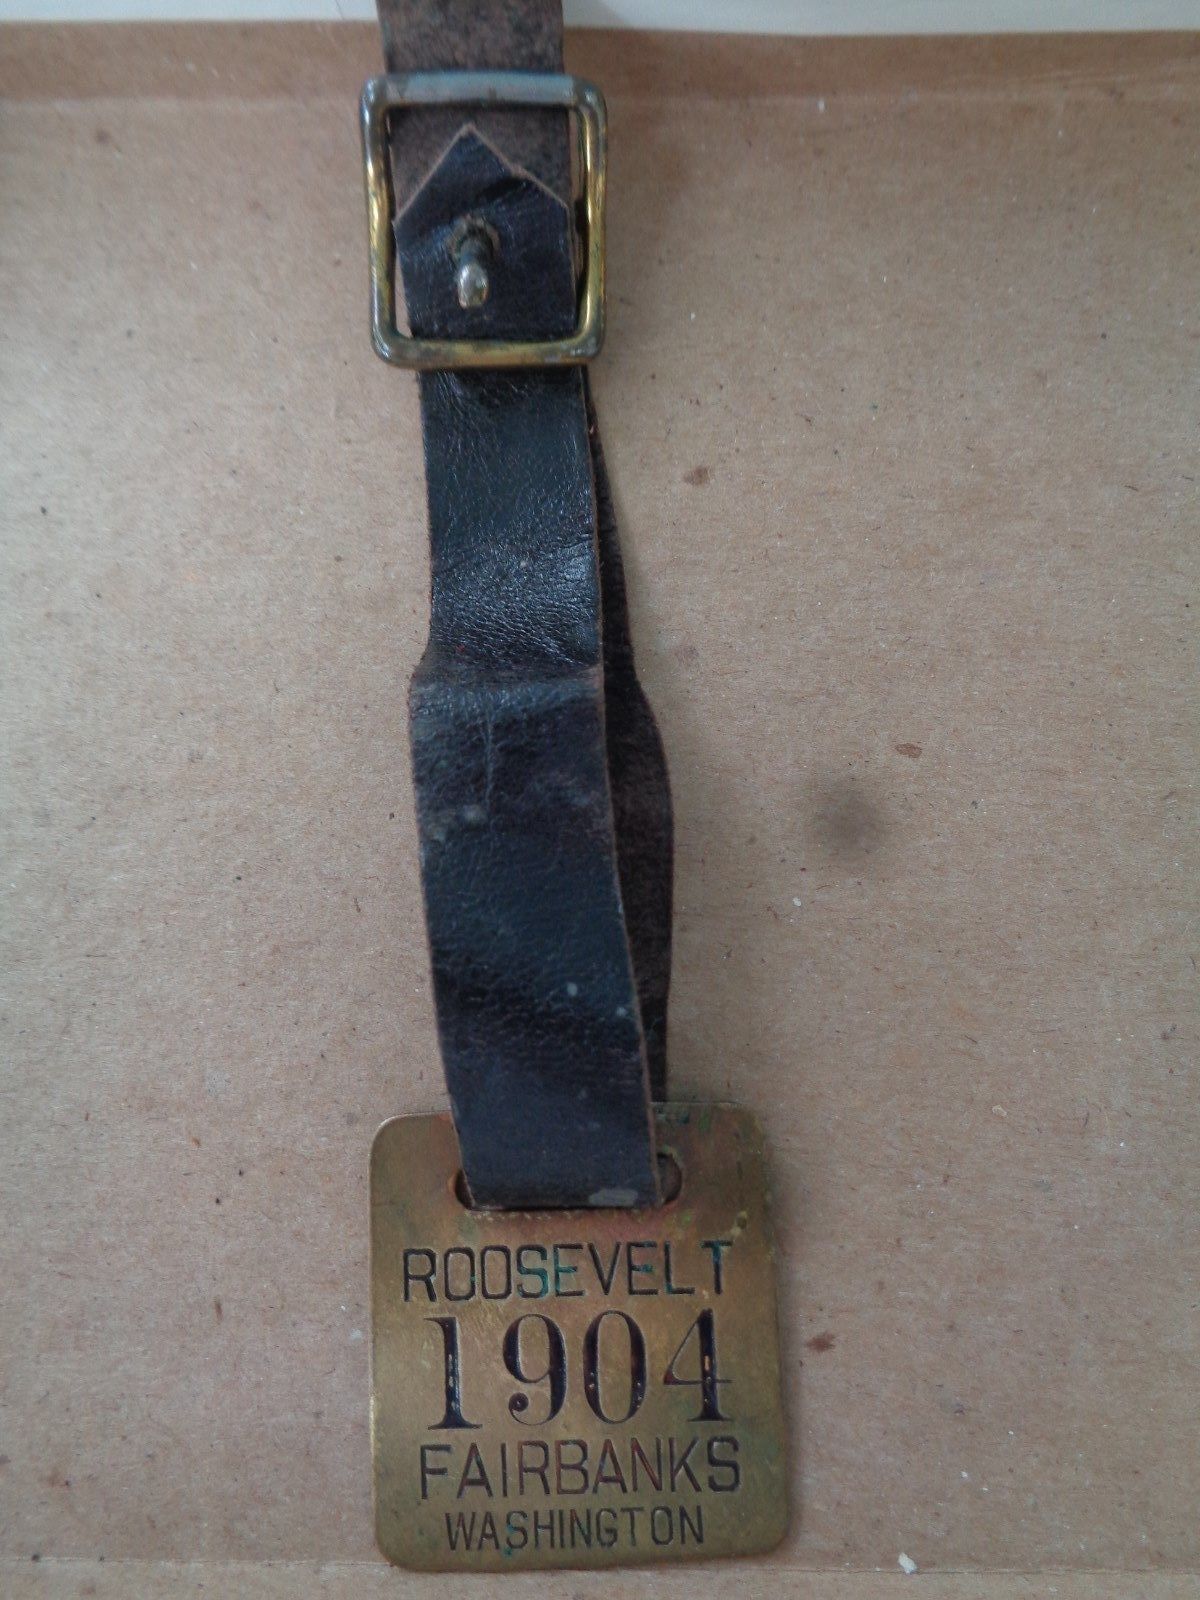 ROOSEVELT
1904
FAIRBANKS
WASHINGTON